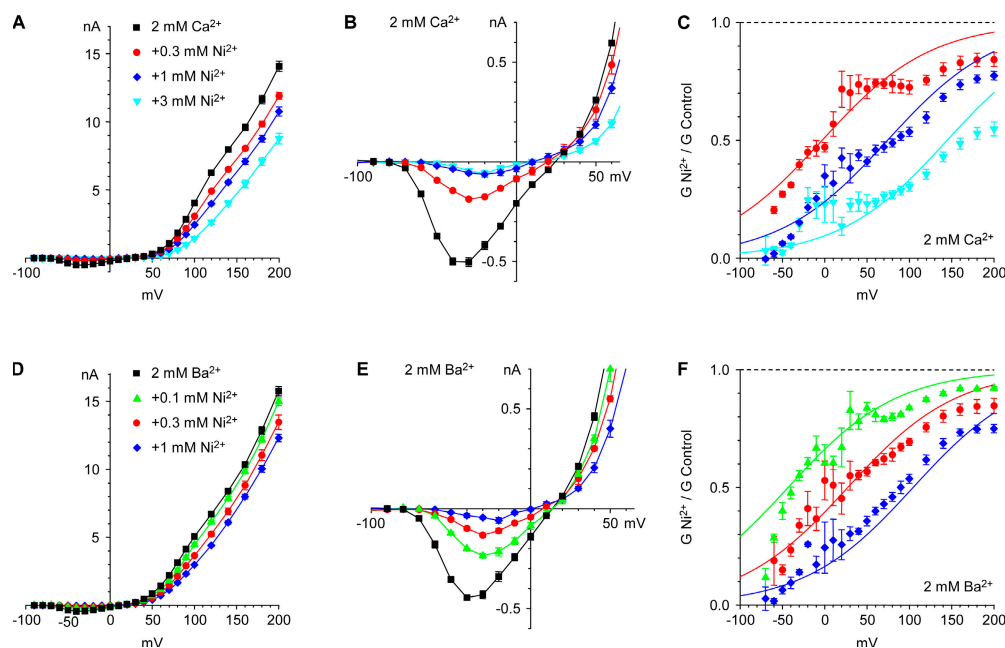 A
nA
2 mM Ca²⁺
+0.3 mM Ni²⁺
+1 mM Ni²⁺
+3 mM Ni²⁺
15
10
5
-100
-50
50
100
150
200
mV
B
2 mM Ca²⁺
nA
0.5
-100
50 mV
-0.5
C
G Ni²⁺ / G Control
1.0
0.5
0.0
2 mM Ca²⁺
-100
-50
0
50
100
150
200
mV
D
nA
2 mM Ba²⁺
+0.1 mM Ni²⁺
+0.3 mM Ni²⁺
+1 mM Ni²⁺
15
10
5
-100
-50
50
100
150
200
mV
E
2 mM Ba²⁺
nA
0.5
-100
50 mV
-0.5
F
G Ni²⁺ / G Control
1.0
0.5
0.0
2 mM Ba²⁺
-100
-50
0
50
100
150
200
mV